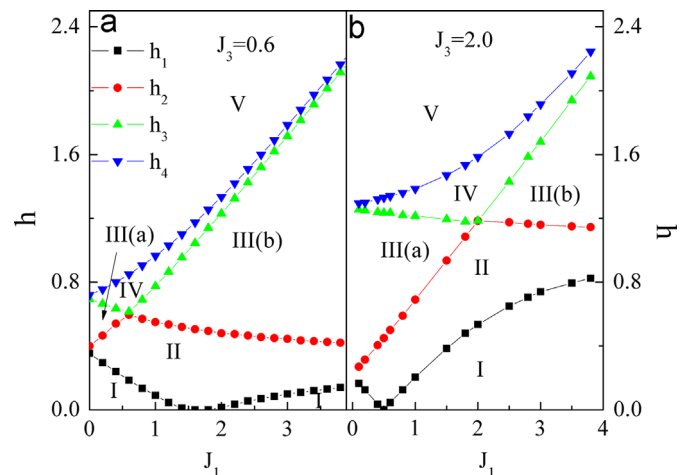 a
J₃=0.6
b
J₃=2.0
2.4
1.6
0.8
0.0
h
h₁
h₂
h₃
h₄
V
III(a)
IV
III(b)
II
I
I
V
IV
III(b)
III(a)
II
I
2.4
1.6
0.8
0.0
h
0 1 2 3 0 1 2 3 4
J₁ J₁